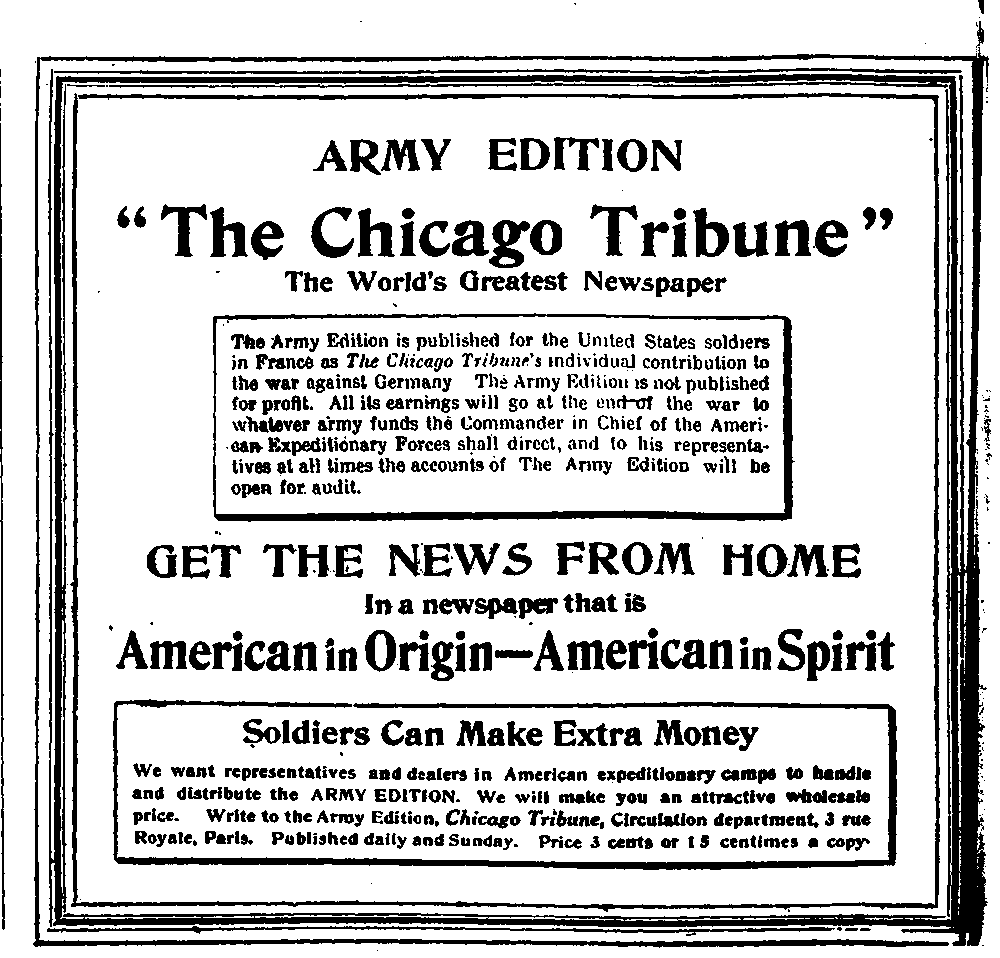 ARMY EDITION
“The Chicago Tribune”
The World's Greatest Newspaper
The Army Edition is published for the United States soldiers
in France as The Chicago Tribune's individual contribution to
the war against Germany The Army Edition is not published
for profit. All its earnings will go at the end of the war to
whatever army funds the Commander in Chief of the Ameri-
can Expeditionary Forces shall direct, and to his representa-
tives at all times the accounts of The Army Edition will be
open for audit.
GET THE NEWS FROM HOME
In a newspaper that is
American in Origin—American in Spirit
Soldiers Can Make Extra Money
We want representatives and dealers in American expeditionary camps to handle
and distribute the ARMY EDITION. We will make you an attractive wholesale
price. Write to the Army Edition, Chicago Tribune, Circulation department, 3 rue
Royale, Paris. Published daily and Sunday. Price 3 cents or 15 centimes a copy